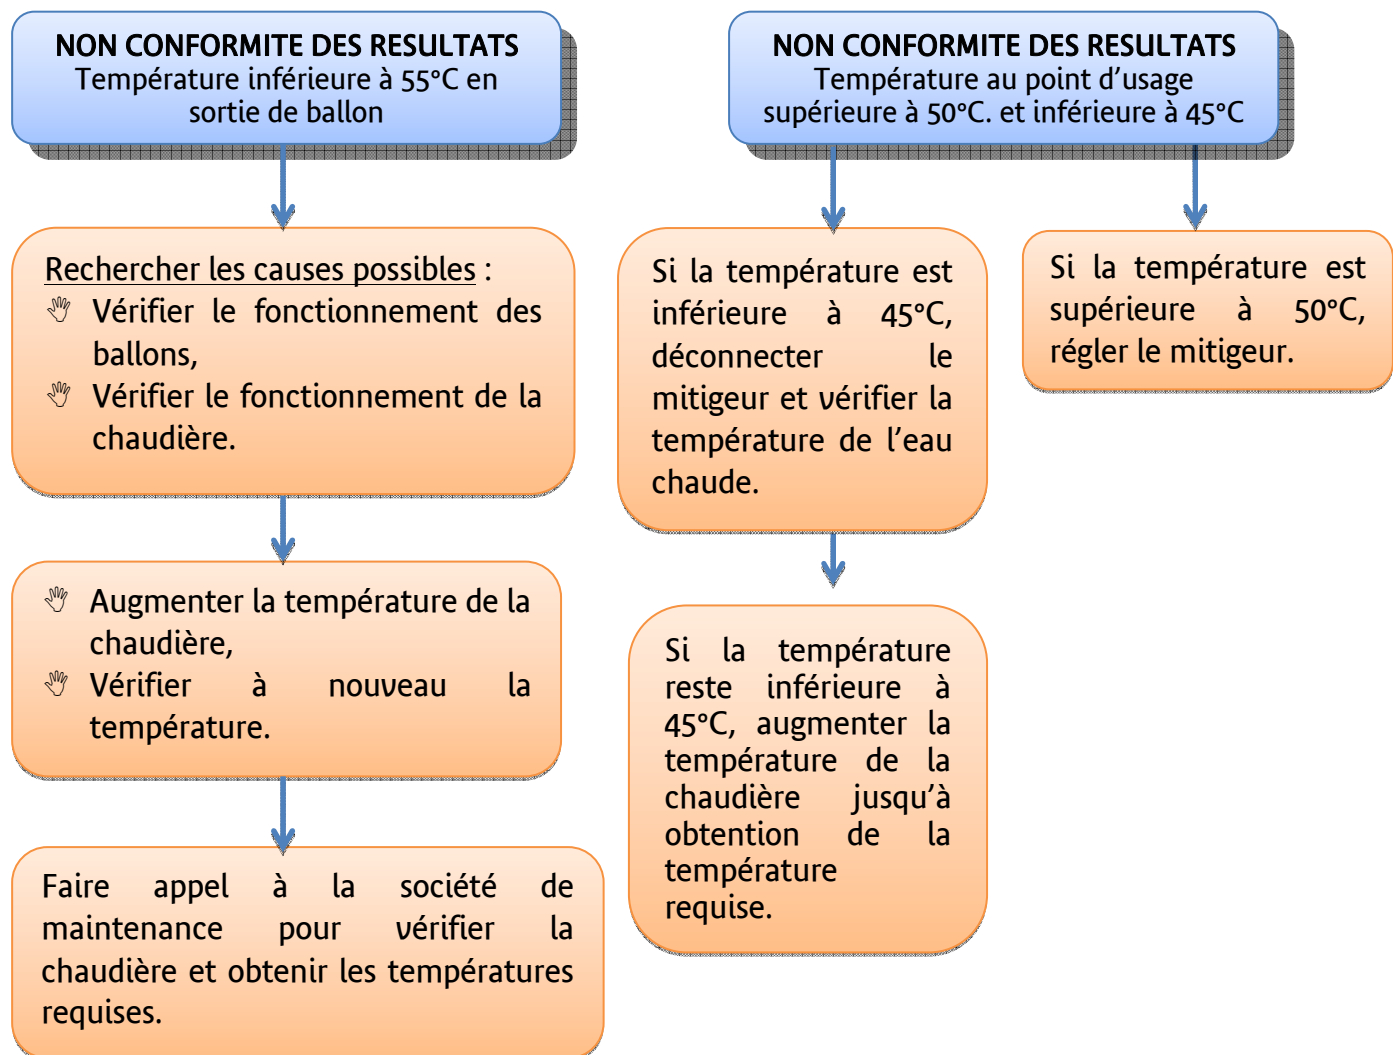 NON CONFORMITE DES RESULTATS
Température inférieure à 55°C en
sortie de ballon
Rechercher les causes possibles :
Vérifier le fonctionnement des
ballons,
Vérifier le fonctionnement de la
chaudière.
Augmenter la température de la
chaudière,
Vérifier à nouveau la
température.
Faire appel à la société de
maintenance pour vérifier la
chaudière et obtenir les températures
requises.
NON CONFORMITE DES RESULTATS
Température au point d’usage
supérieure à 50°C. et inférieure à 45°C
Si la température est
inférieure à 45°C,
déconnecter le
mitigeur et vérifier la
température de l’eau
chaude.
Si la température
reste inférieure à
45°C, augmenter la
température de la
chaudière jusqu’à
obtention de la
température
requise.
Si la température est
supérieure à 50°C,
régler le mitigeur.